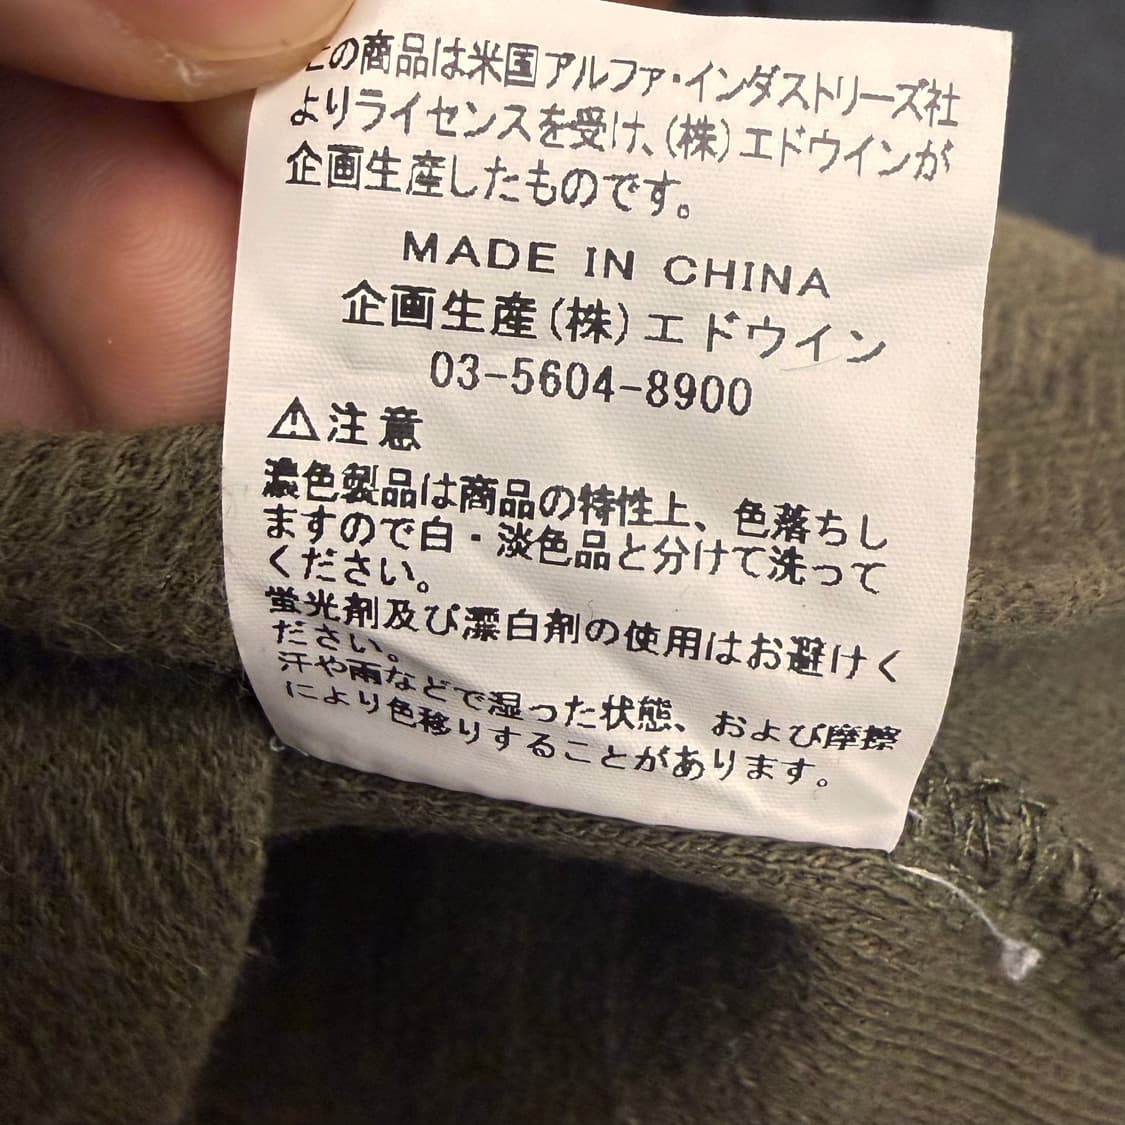 この商品は米国アルファ・インダストリーズ社
よりライセンスを受け、(株)エドウインが
企画生産したものです。
MADE IN CHINA
企画生産(株)エドウイン
03-5604-8900
⚠注意
濃色製品は商品の特性上、色落ちし
ますので白・淡色品と分けて洗って
ください。
蛍光剤及び漂白剤の使用はお避けく
ださい。
汗や雨などで湿った状態、および摩擦
により色移りすることがあります。